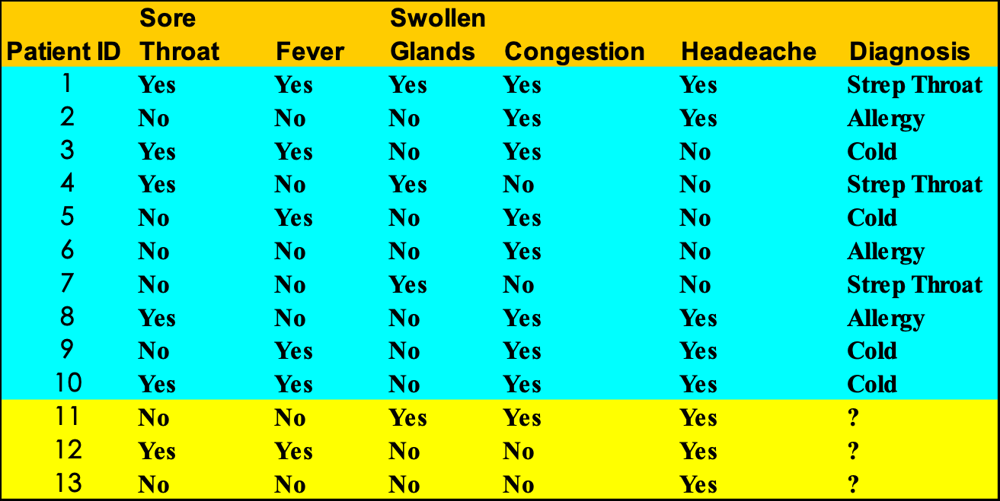 Sore Swollen
Patient ID Throat Fever Glands Congestion Headeache Diagnosis
1 Yes Yes Yes Yes Yes Strep Throat
2 No No No Yes Yes Allergy
3 Yes Yes No Yes No Cold
4 Yes No Yes No No Strep Throat
5 No Yes No Yes No Cold
6 No No No Yes No Allergy
7 No No Yes No No Strep Throat
8 Yes No No Yes Yes Allergy
9 No Yes No Yes Yes Cold
10 Yes Yes No Yes Yes Cold
11 No No Yes Yes Yes ?
12 Yes Yes No No Yes ?
13 No No No No Yes ?